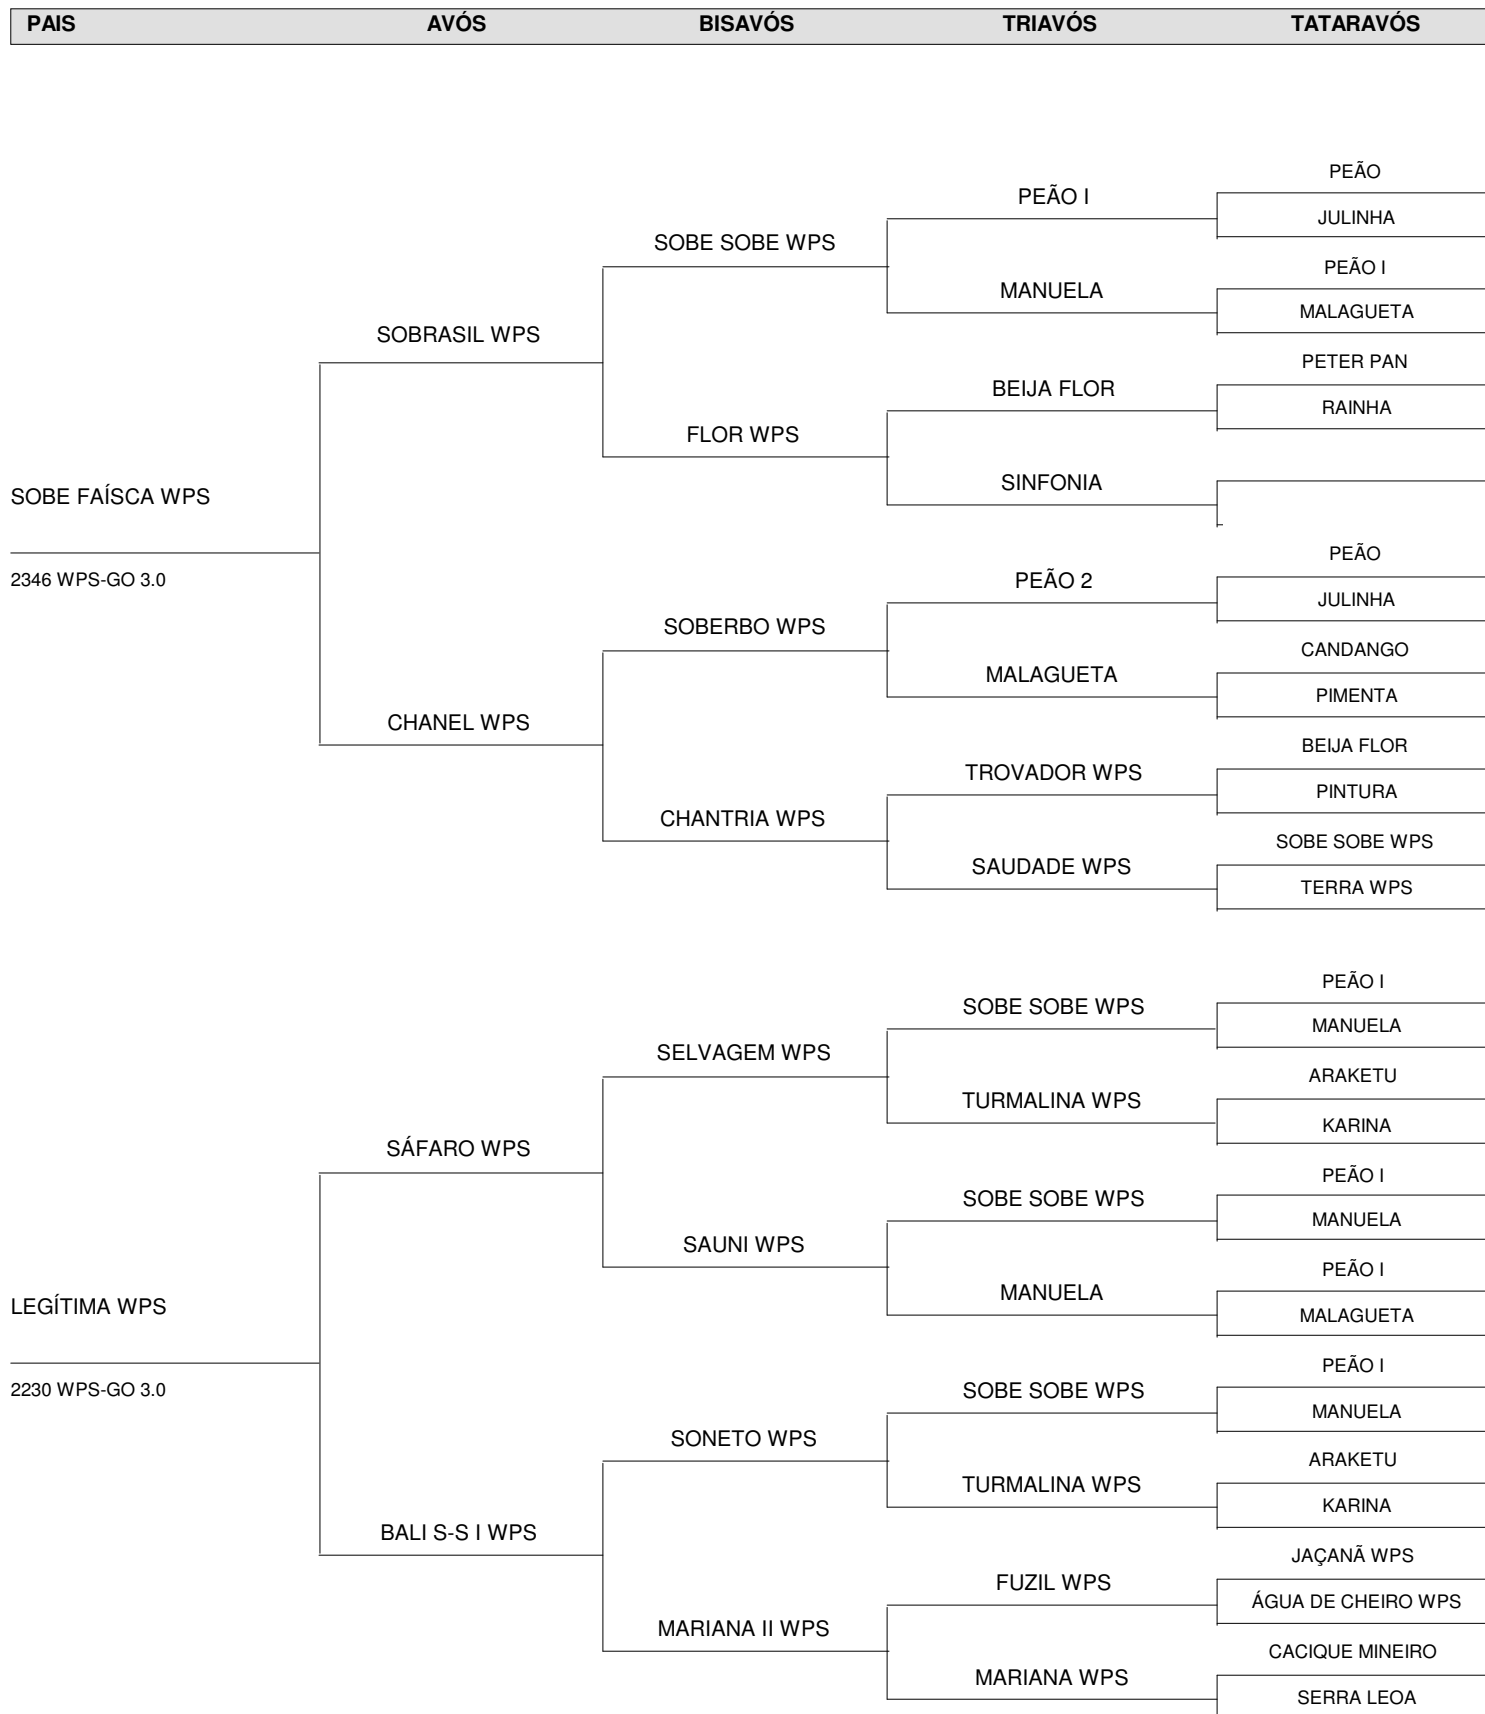 PAIS AVÓS BISAVÓS TRIAVÓS TATARAVÓS
PEÃO
PEÃO I
JULINHA
SOBE SOBE WPS
PEÃO I
MANUELA
MALAGUETA
SOBRASIL WPS
PETER PAN
BEIJA FLOR
RAINHA
FLOR WPS
SINFONIA
SOBE FAÍSCA WPS
PEÃO
2346 WPS-GO 3.0
PEÃO 2
JULINHA
SOBERBO WPS
CANDANGO
MALAGUETA
PIMENTA
CHANEL WPS
BEIJA FLOR
TROVADOR WPS
PINTURA
CHANTRIA WPS
SOBE SOBE WPS
SAUDADE WPS
TERRA WPS
PEÃO I
SOBE SOBE WPS
MANUELA
SELVAGEM WPS
ARAKETU
TURMALINA WPS
KARINA
SÁFARO WPS
PEÃO I
SOBE SOBE WPS
MANUELA
SAUNI WPS
PEÃO I
MANUELA
LEGÍTIMA WPS
MALAGUETA
PEÃO I
2230 WPS-GO 3.0
SOBE SOBE WPS
MANUELA
SONETO WPS
ARAKETU
TURMALINA WPS
KARINA
BALI S-S I WPS
JAÇANÃ WPS
FUZIL WPS
ÁGUA DE CHEIRO WPS
MARIANA II WPS
CACIQUE MINEIRO
MARIANA WPS
SERRA LEOA